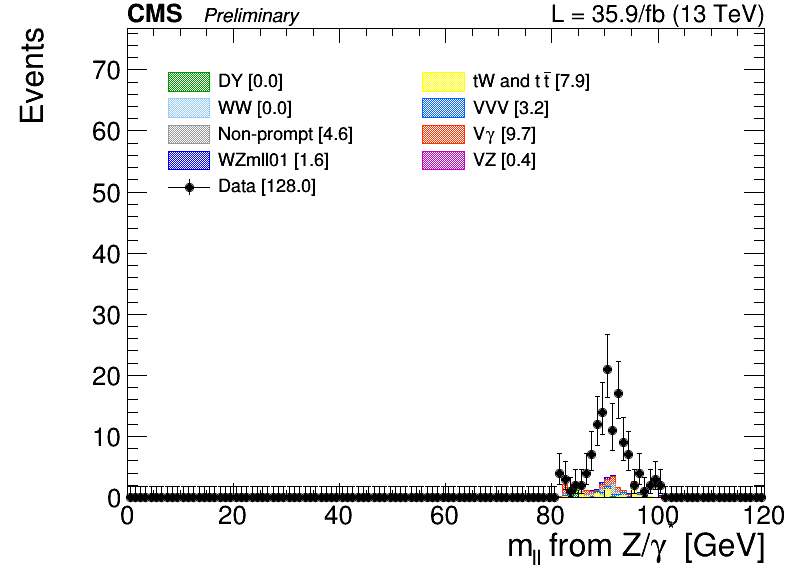 CMS Preliminary L = 35.9/fb (13 TeV)
Events
70
60
50
40
30
20
10
0
DY [0.0]
WW [0.0]
Non-prompt [4.6]
WZmll01 [1.6]
Data [128.0]
tW and tt̅ [7.9]
VVV [3.2]
Vγ [9.7]
VZ [0.4]
0 20 40 60 80 100 120
m_ll from Z/γ* [GeV]